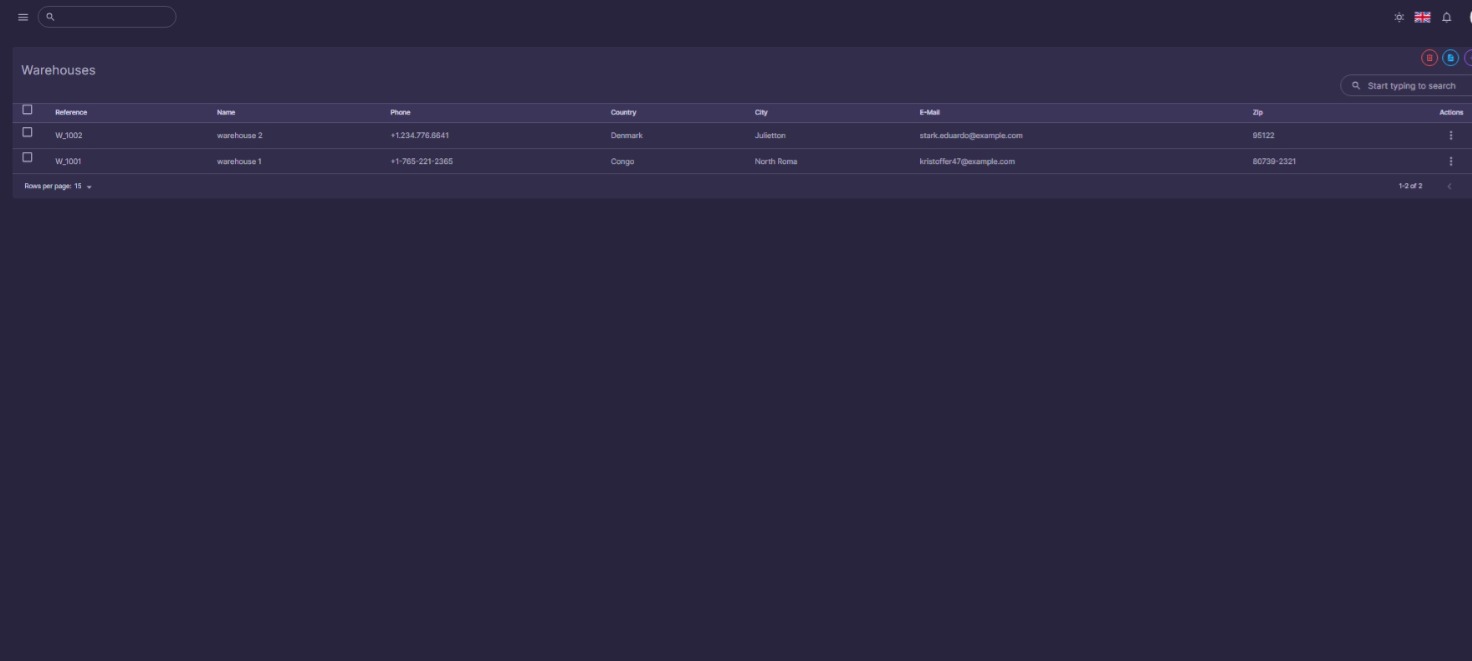 Warehouses
Start typing to search
Reference Name Phone Country City E-Mail Zip Actions
W_1002 warehouse 2 +1.234.776.6641 Denmark Julietton stark.eduardo@example.com 95122
W_1001 warehouse 1 +1-765-221-2365 Congo North Roma kristoffer47@example.com 80739-2321
Rows per page: 15 1-2 of 2